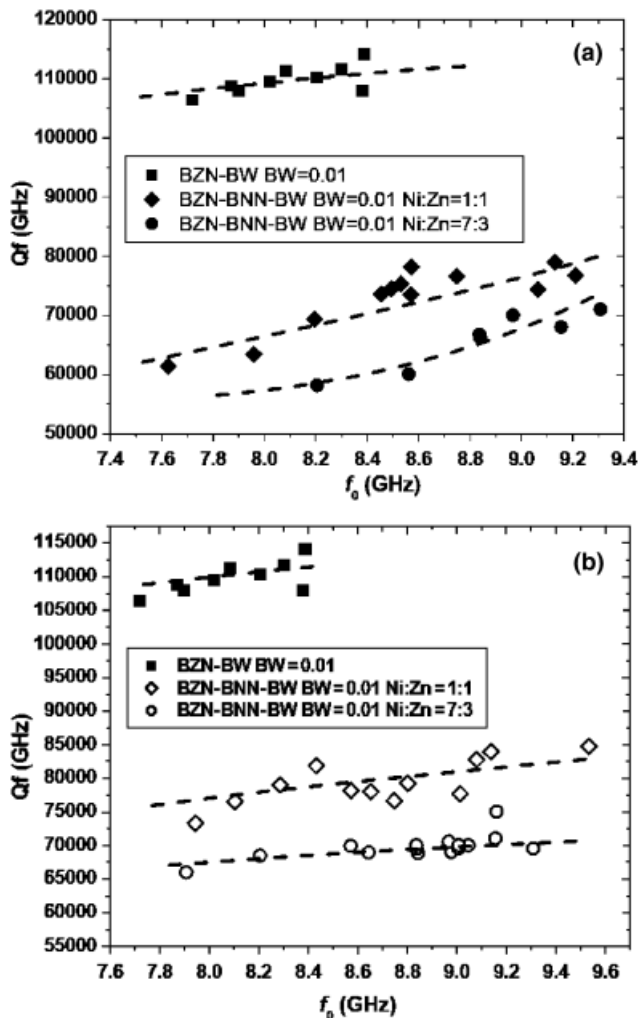 (a)
120000
110000
100000
90000
80000
70000
60000
50000
Qf (GHz)
BZN-BW BW=0.01
BZN-BNN-BW BW=0.01 Ni:Zn=1:1
BZN-BNN-BW BW=0.01 Ni:Zn=7:3
7.4 7.6 7.8 8.0 8.2 8.4 8.6 8.8 9.0 9.2 9.4
f0 (GHz)
(b)
115000
110000
105000
100000
95000
90000
85000
80000
75000
70000
65000
60000
55000
Qf (GHz)
BZN-BW BW=0.01
BZN-BNN-BW BW=0.01 Ni:Zn=1:1
BZN-BNN-BW BW=0.01 Ni:Zn=7:3
7.6 7.8 8.0 8.2 8.4 8.6 8.8 9.0 9.2 9.4 9.6
f0 (GHz)